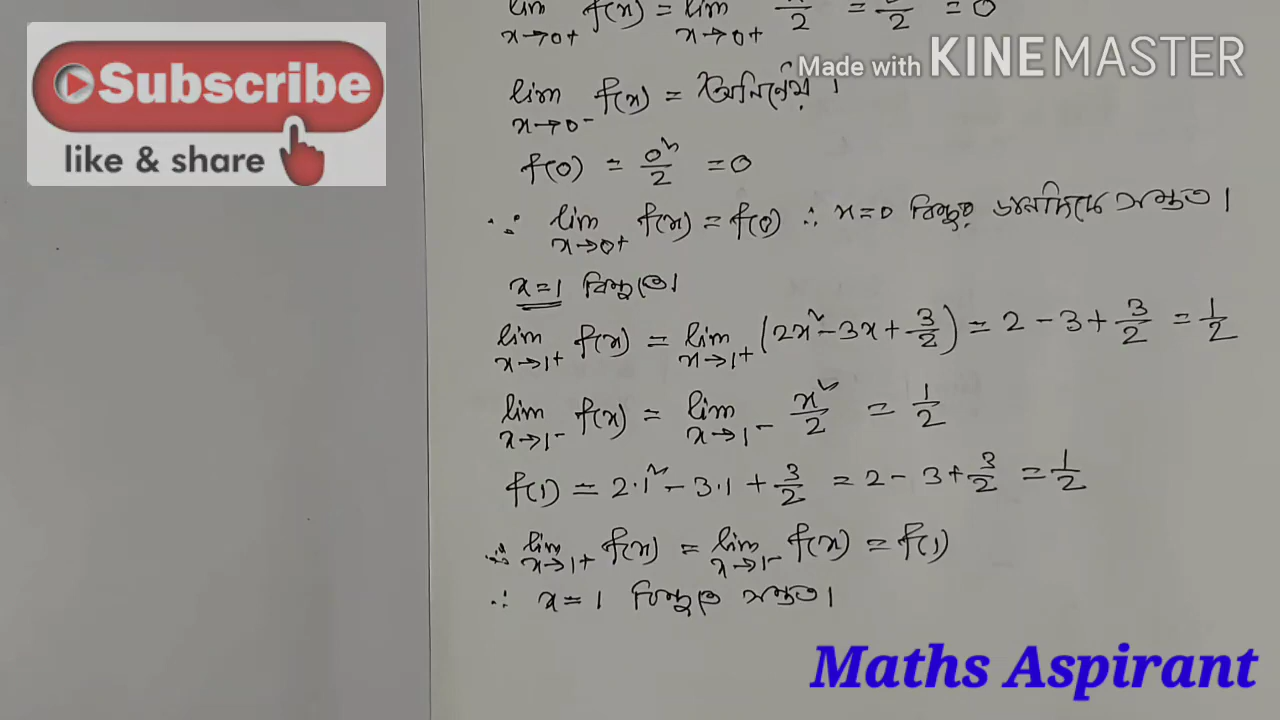 lim x→0+ f(x) = lim x→0+ x²/2 = 0/2 = 0
Made with KINEMASTER
Subscribe
like & share
lim x→0- f(x) = অনির্ণেয়।
f(0) = 0²/2 = 0
∵ lim x→0+ f(x) = f(0) ∴ x=0 বিন্দুর ডানদিকে সন্তত।
x=1 বিন্দুতে।
lim x→1+ f(x) = lim x→1+ (2x²-3x+3/2) = 2-3+3/2 = 1/2
lim x→1- f(x) = lim x→1- x²/2 = 1/2
f(1) = 2·1²-3·1+3/2 = 2-3+3/2 = 1/2
∵ lim x→1+ f(x) = lim x→1- f(x) = f(1)
∴ x=1 বিন্দুতে সন্তত।
Maths Aspirant